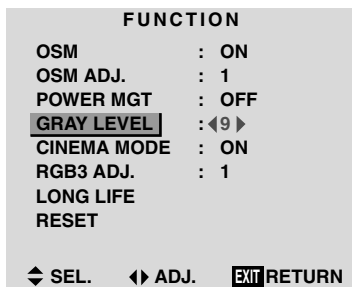 FUNCTION
OSM : ON
OSM ADJ. : 1
POWER MGT : OFF
GRAY LEVEL : 9
CINEMA MODE : ON
RGB3 ADJ. : 1
LONG LIFE
RESET
SEL. ADJ. EXIT RETURN